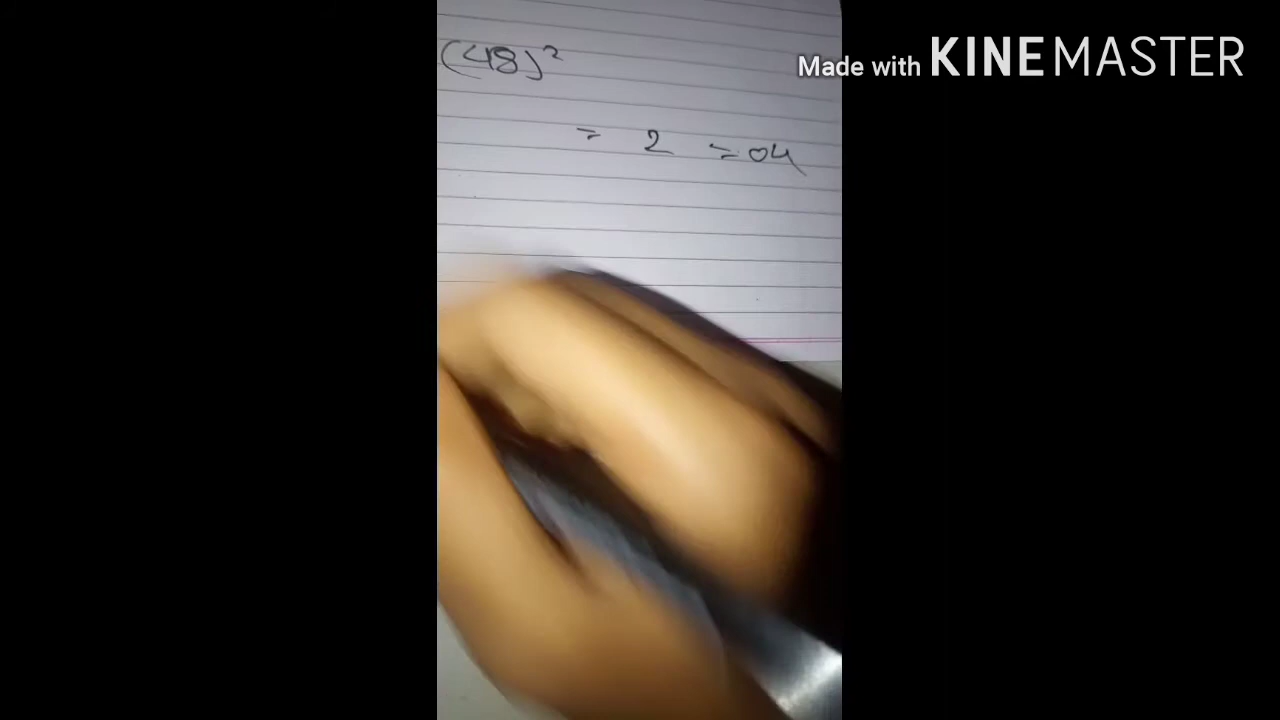 (48)²
Made with KINEMASTER
= 2 = 04